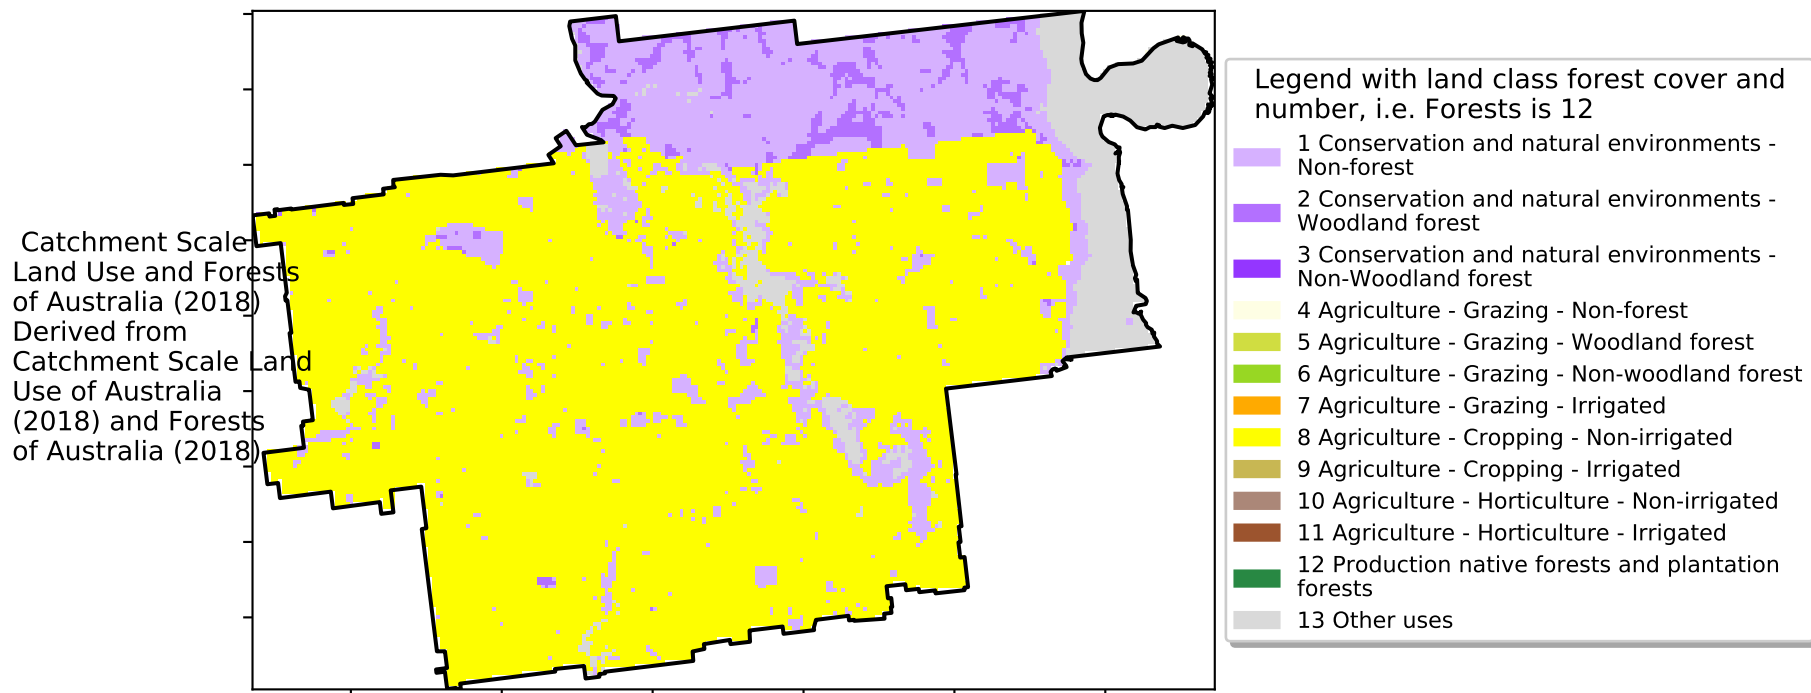 Catchment Scale
Land Use and Forests
of Australia (2018)
Derived from
Catchment Scale Land
Use of Australia
(2018) and Forests
of Australia (2018)
Legend with land class forest cover and
number, i.e. Forests is 12
1 Conservation and natural environments -
Non-forest
2 Conservation and natural environments -
Woodland forest
3 Conservation and natural environments -
Non-Woodland forest
4 Agriculture - Grazing - Non-forest
5 Agriculture - Grazing - Woodland forest
6 Agriculture - Grazing - Non-woodland forest
7 Agriculture - Grazing - Irrigated
8 Agriculture - Cropping - Non-irrigated
9 Agriculture - Cropping - Irrigated
10 Agriculture - Horticulture - Non-irrigated
11 Agriculture - Horticulture - Irrigated
12 Production native forests and plantation
forests
13 Other uses